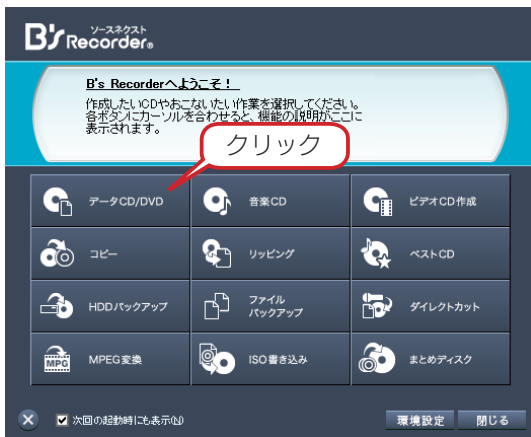 ソースネクスト
B's Recorder®
B's Recorderへようこそ！
作成したいCDやおこないたい作業を選択してください。
各ボタンにカーソルを合わせると、機能の説明がここに
表示されます。
クリック
データCD/DVD
音楽CD
ビデオCD作成
コピー
リッピング
ベストCD
HDDバックアップ
ファイル
バックアップ
ダイレクトカット
MPG
MPEG変換
ISO書き込み
まとめディスク
次回の起動時にも表示(N)
環境設定
閉じる